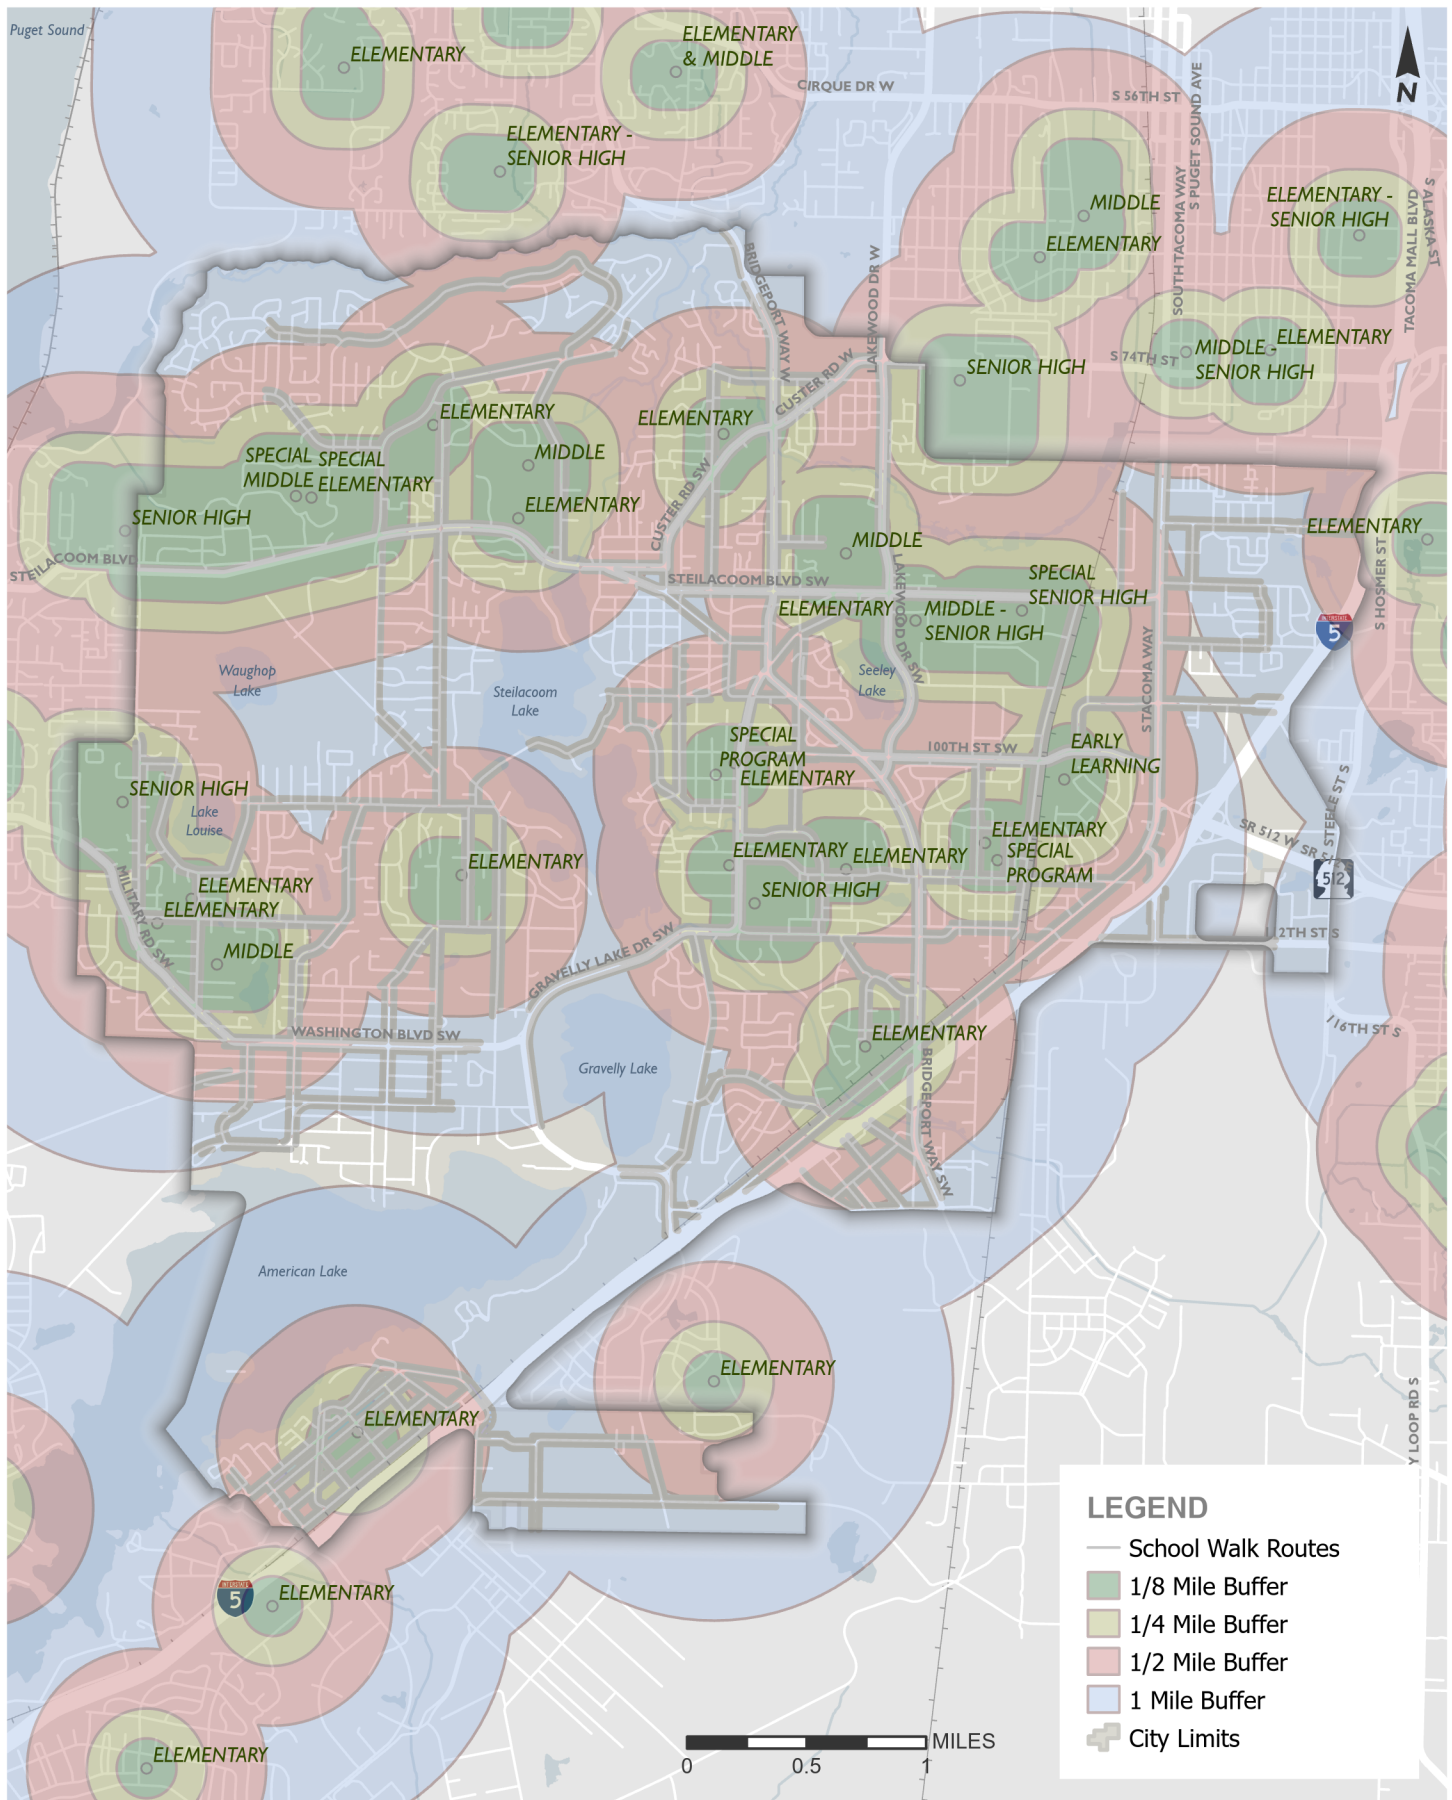 Puget Sound
ELEMENTARY
ELEMENTARY
& MIDDLE
CIRQUE DR W
S 56TH ST
S PUGET SOUND AVE
N
ELEMENTARY -
SENIOR HIGH
SOUTH TACOMA WAY
MIDDLE
ELEMENTARY
ELEMENTARY -
SENIOR HIGH
TACOMA MALL BLVD
S ALASKA ST
BRIDGEPORT WAY W
LAKEWOOD DR W
CUSTER RD W
SENIOR HIGH
S 74TH ST
MIDDLE -
SENIOR HIGH
ELEMENTARY
ELEMENTARY
ELEMENTARY
MIDDLE
SPECIAL
MIDDLE
SPECIAL
ELEMENTARY
ELEMENTARY
CUSTER RD SW
SENIOR HIGH
STEILACOOM BLVD
MIDDLE
ELEMENTARY
S HOSMER ST
STEILACOOM BLVD SW
LAKEWOOD DR SW
SPECIAL
SENIOR HIGH
ELEMENTARY
MIDDLE -
SENIOR HIGH
INTERSTATE
5
Waughop
Lake
Steilacoom
Lake
Seeley
Lake
S TACOMA WAY
SPECIAL
PROGRAM
ELEMENTARY
100TH ST SW
EARLY
LEARNING
SENIOR HIGH
Lake
Louise
STEELE ST S
SR 512 W
SR 512
512
ELEMENTARY
SPECIAL
PROGRAM
ELEMENTARY
ELEMENTARY
ELEMENTARY
SENIOR HIGH
ELEMENTARY
ELEMENTARY
MILITARY RD SW
MIDDLE
GRAVELLY LAKE DR SW
112TH ST S
WASHINGTON BLVD SW
116TH ST S
ELEMENTARY
Gravelly Lake
BRIDGEPORT WAY SW
American Lake
ELEMENTARY
ELEMENTARY
Y LOOP RD S
INTERSTATE
5
ELEMENTARY
ELEMENTARY
LEGEND
School Walk Routes
1/8 Mile Buffer
1/4 Mile Buffer
1/2 Mile Buffer
1 Mile Buffer
City Limits
MILES
0 0.5 1